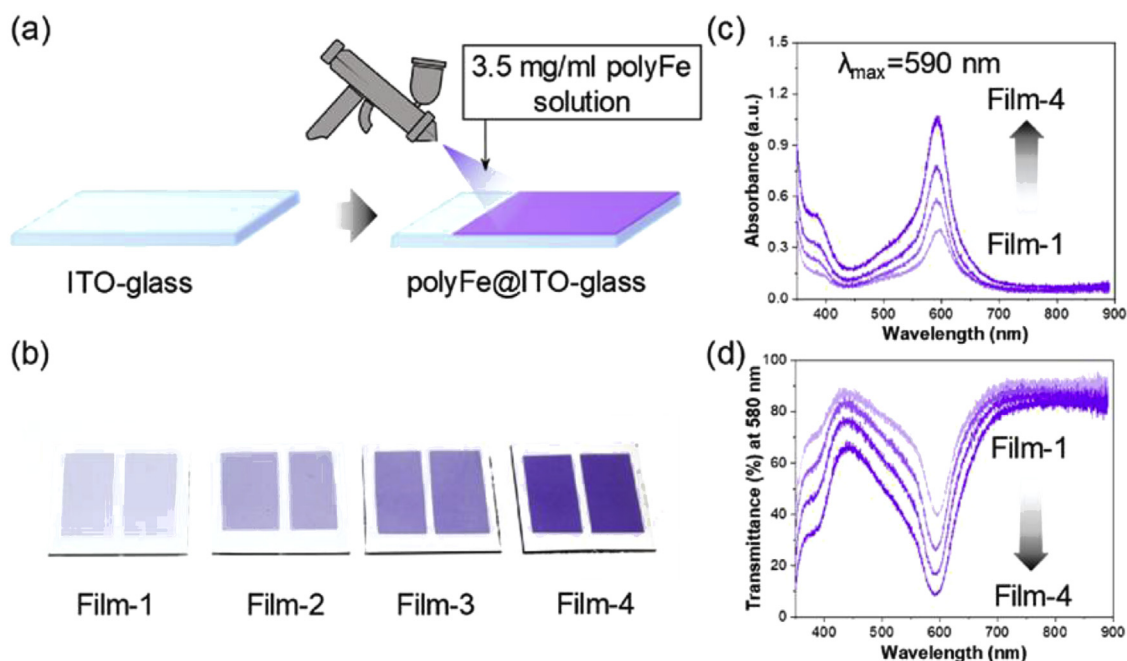 (a)
3.5 mg/ml polyFe
solution
ITO-glass
polyFe@ITO-glass
(b)
Film-1
Film-2
Film-3
Film-4
(c)
Absorbance (a.u.)
1.5
1.2
0.9
0.6
0.3
0.0
λmax=590 nm
Film-4
Film-1
400 500 600 700 800 900
Wavelength (nm)
(d)
Transmittance (%) at 580 nm
100
80
60
40
20
0
Film-1
Film-4
400 500 600 700 800 900
Wavelength (nm)